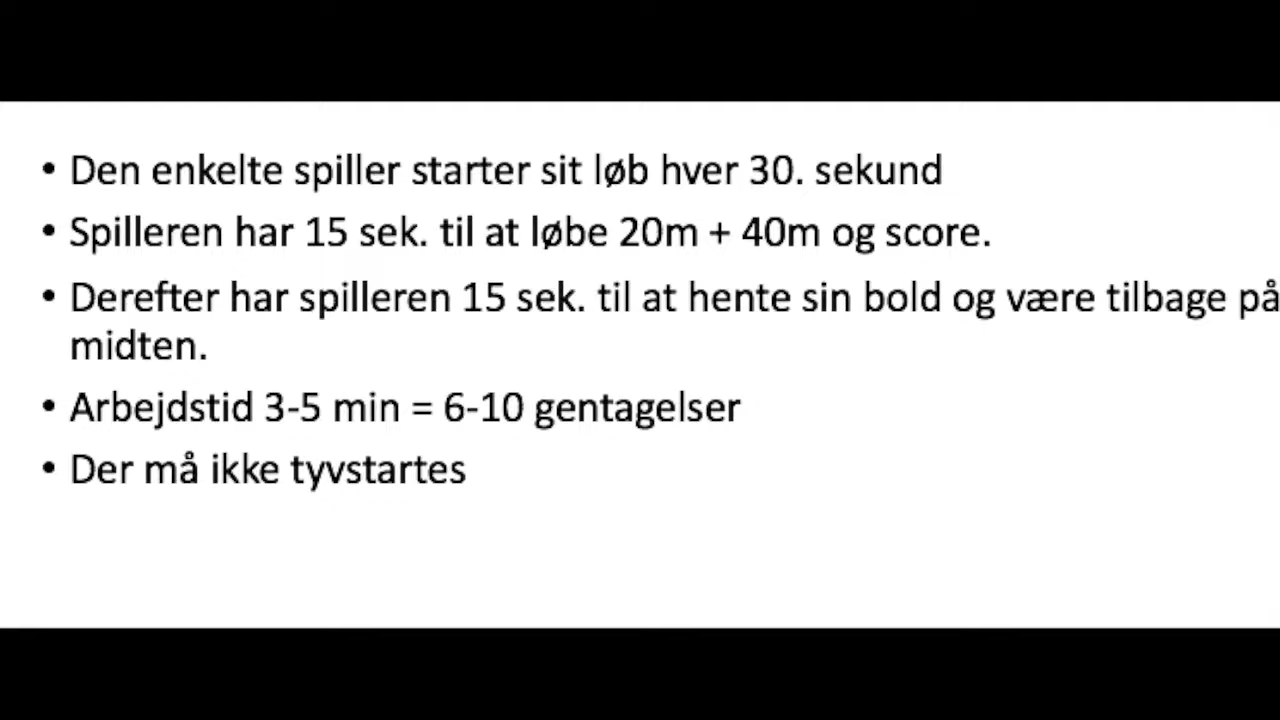 • Den enkelte spiller starter sit løb hver 30. sekund
• Spilleren har 15 sek. til at løbe 20m + 40m og score.
• Derefter har spilleren 15 sek. til at hente sin bold og være tilbage på
midten.
• Arbejdstid 3-5 min = 6-10 gentagelser
• Der må ikke tyvstartes